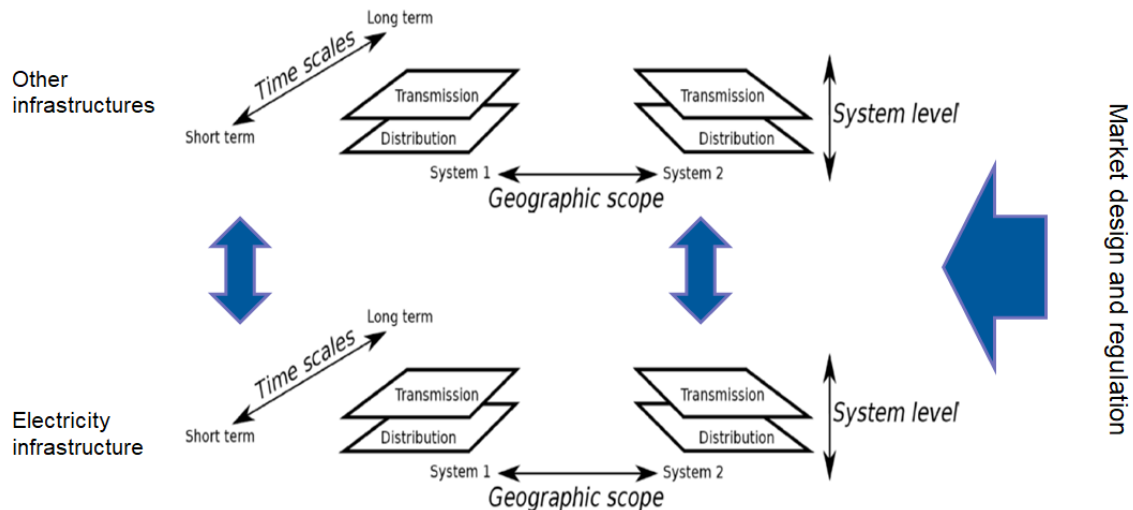 Long term
Time scales
Short term
Other
infrastructures
Transmission
Distribution
System 1
Transmission
Distribution
System 2
Geographic scope
System level
Market design and regulation
Long term
Time scales
Short term
Electricity
infrastructure
Transmission
Distribution
System 1
Transmission
Distribution
System 2
Geographic scope
System level